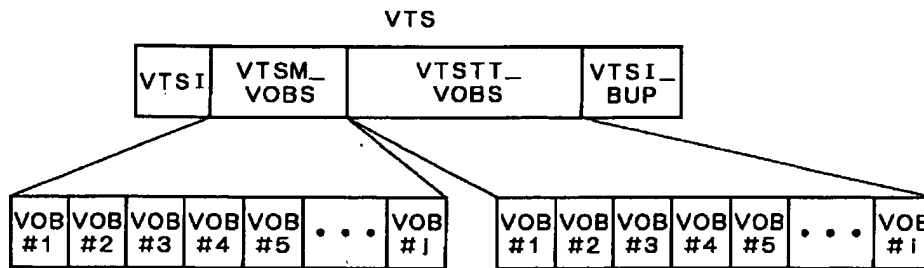 VTS
VTSI VTSM_ VTSTT_ VTSI_
VOBS VOBS BUP
VOB VOB VOB VOB VOB VOB VOB VOB VOB VOB VOB VOB
#1 #2 #3 #4 #5 • • • #j #1 #2 #3 #4 #5 • • • #i